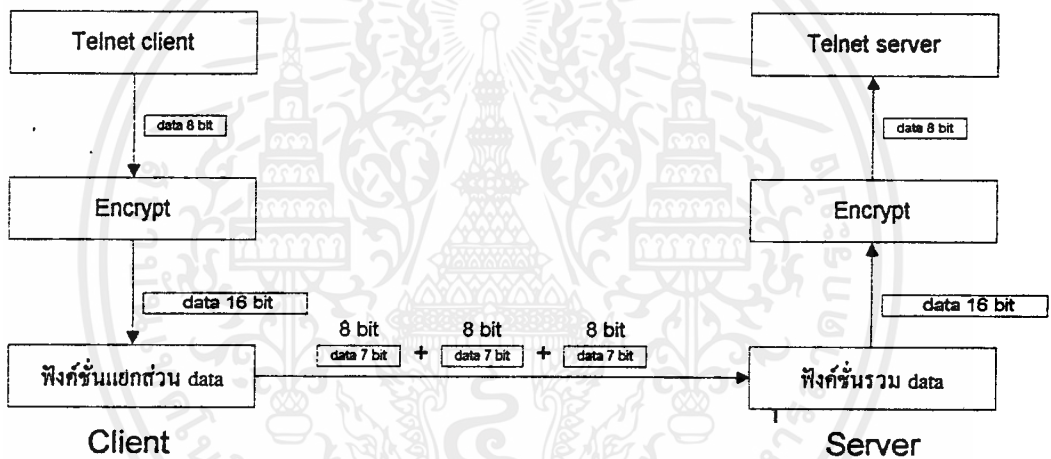 Telnet client
Telnet server
data 8 bit
data 8 bit
Encrypt
Encrypt
data 16 bit
data 16 bit
8 bit 8 bit 8 bit
data 7 bit + data 7 bit + data 7 bit
ฟังค์ชั่นแยกส่วน data
ฟังค์ชั่นรวม data
Client
Server